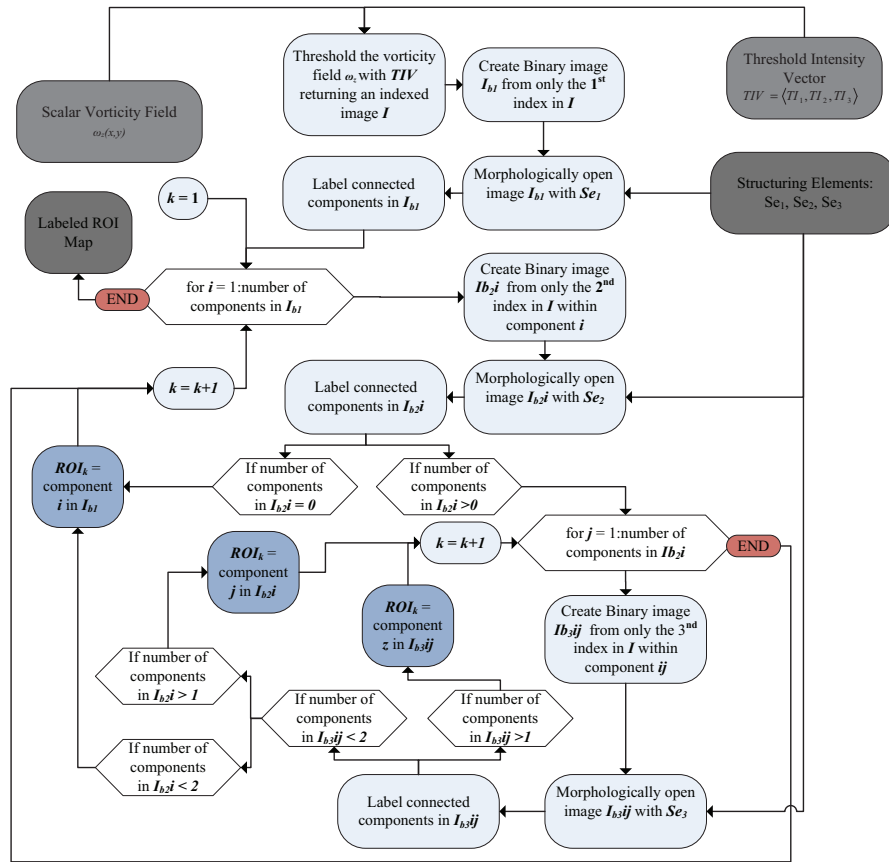 Threshold the
vorticity
field ωz with TIV
returning an indexed
image I
Create Binary image
Ib1 from only the 1st
index in I
Threshold Intensity
Vector
TIV = ⟨TI1, TI2, TI3⟩
Scalar Vorticity Field
ωz(x,y)
Label connected
components in Ib1
Morphologically open
image Ib1 with Se1
Structuring Elements:
Se1, Se2, Se3
k = 1
Labeled ROI
Map
END
for i = 1:number of
components in Ib1
Create Binary image
Ib2i from only the 2nd
index in I within
component i
k = k+1
Label connected
components in Ib2i
Morphologically open
image Ib2i with Se2
ROIk =
component
i in Ib1
If number of
components
in Ib2i = 0
If number of
components
in Ib2i >0
ROIk =
component
j in Ib2i
k = k+1
for j = 1:number of
components in Ib2i
END
ROIk =
component
z in Ib3ij
Create Binary image
Ib3ij from only the 3nd
index in I within
component ij
If number of
components
in Ib2i > 1
If number of
components
in Ib3ij < 2
If number of
components
in Ib3ij >1
If number of
components
in Ib2i < 2
Label connected
components in Ib3ij
Morphologically open
image Ib3ij with Se3